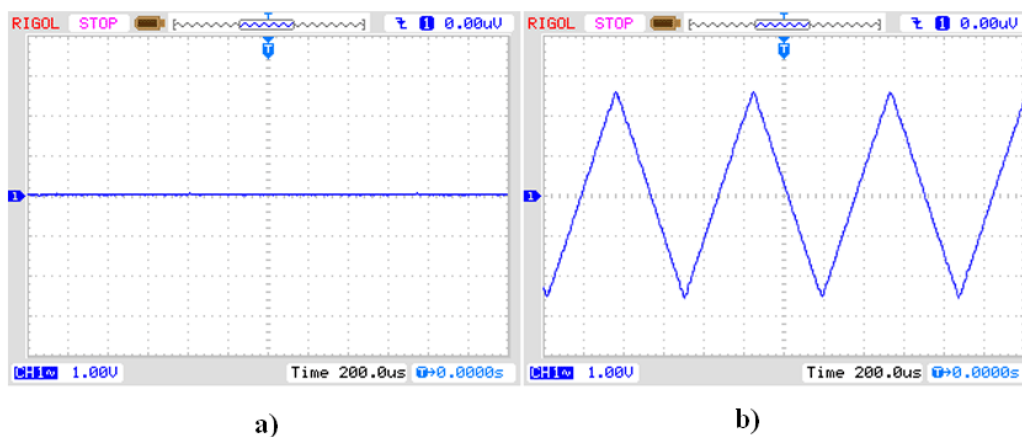 RIGOL STOP T 1 0.00uV
T
1
CH1~ 1.00V Time 200.0us T→0.0000s
a)
RIGOL STOP T 1 0.00uV
T
1
CH1~ 1.00V Time 200.0us T→0.0000s
b)